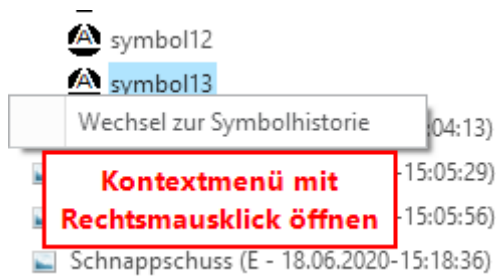 symbol12
symbol13
Wechsel zur Symbolhistorie
:04:13)
Kontextmenü mit
-15:05:29)
Rechtsmausklick öffnen
-15:05:56)
Schnappschuss (E - 18.06.2020-15:18:36)